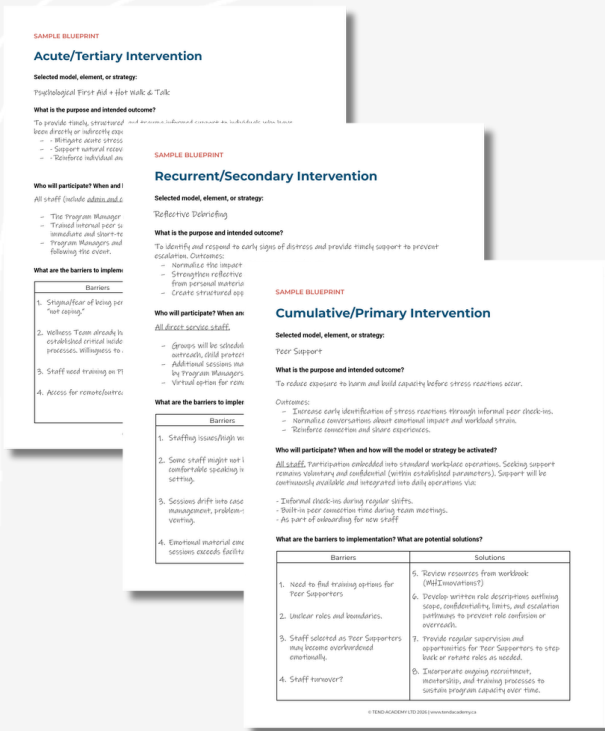 SAMPLE BLUEPRINT
Acute/Tertiary Intervention
Selected model, element, or strategy:
Psychological First Aid + Hot Walk & Talk
What is the purpose and intended outcome?
To provide timely, structured and trauma informed support to individuals who have
been directly or indirectly
- - Mitigate acute stress
- - Support natural
- - Reinforce individual
Who will participate? When and
All staff (include admin and
- The Program Manager
- Trained internal peer
immediate and
- Program Managers and
following the event.
What are the barriers to
Barriers
1. Stigma/fear of being
"not coping."
2. Wellness Team already
established critical
processes. Willingness to
3. Staff need training on
4. Access for
SAMPLE BLUEPRINT
Recurrent/Secondary Intervention
Selected model, element, or strategy:
Reflective Debriefing
What is the purpose and intended outcome?
To identify and respond to early signs of distress and provide timely support to prevent
escalation. Outcomes:
- Normalize the impact
- Strengthen reflective
from personal
- Create structured
Who will participate? When
All direct service staff.
- Groups will be
outreach, child
- Additional sessions
by Program Managers
- Virtual option for
What are the barriers to
Barriers
1. Staffing issues/high
2. Some staff might not
comfortable speaking
setting.
3. Sessions drift into case
management,
venting.
4. Emotional material
sessions exceeds
SAMPLE BLUEPRINT
Cumulative/Primary Intervention
Selected model, element, or strategy:
Peer Support
What is the purpose and intended outcome?
To reduce exposure to harm and build capacity before stress reactions occur.
Outcomes:
- Increase early identification of stress reactions through informal peer check-ins.
- Normalize conversations about emotional impact and workload strain.
- Reinforce connection and share experiences.
Who will participate? When and how will the model or strategy be activated?
All staff. Participation embedded into standard workplace operations. Seeking support
remains voluntary and confidential (within established parameters). Support will be
continuously available and integrated into daily operations via:
- Informal check-ins during regular shifts.
- Built-in peer connection time during team meetings.
- As part of onboarding for new staff
What are the barriers to implementation? What are potential solutions?
Barriers
1. Need to find training options for
Peer Supporters
2. Unclear roles and boundaries.
3. Staff selected as Peer Supporters
may become overburdened
emotionally.
4. Staff turnover?
Solutions
5. Review resources from workbook
(MHInnovations?)
6. Develop written role descriptions outlining
scope, confidentiality, limits, and escalation
pathways to prevent role confusion or
overreach.
7. Provide regular supervision and
opportunities for Peer Supporters to step
back or rotate roles as needed.
8. Incorporate ongoing recruitment,
mentorship, and training processes to
sustain program capacity over time.
© TEND ACADEMY LTD 2026 | www.tendacademy.ca